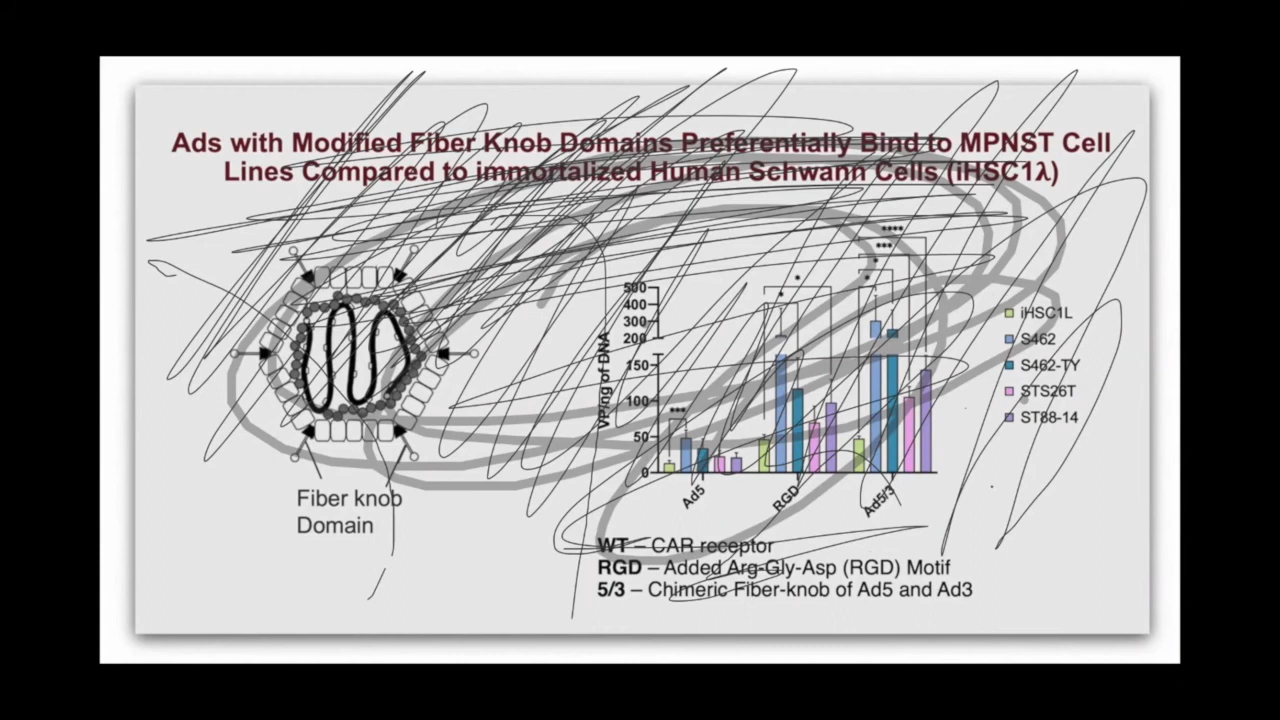 Ads with Modified Fiber Knob Domains Preferentially Bind to MPNST Cell
Lines Compared to immortalized Human Schwann Cells (iHSC1λ)
****
***
*
*
*
*
***
VP/ng of DNA
500
400
300
200
150
100
50
0
Ad5
RGD
Ad5/3
iHSC1L
S462
S462-TY
STS26T
ST88-14
Fiber knob
Domain
WT – CAR receptor
RGD – Added Arg-Gly-Asp (RGD) Motif
5/3 – Chimeric Fiber-knob of Ad5 and Ad3